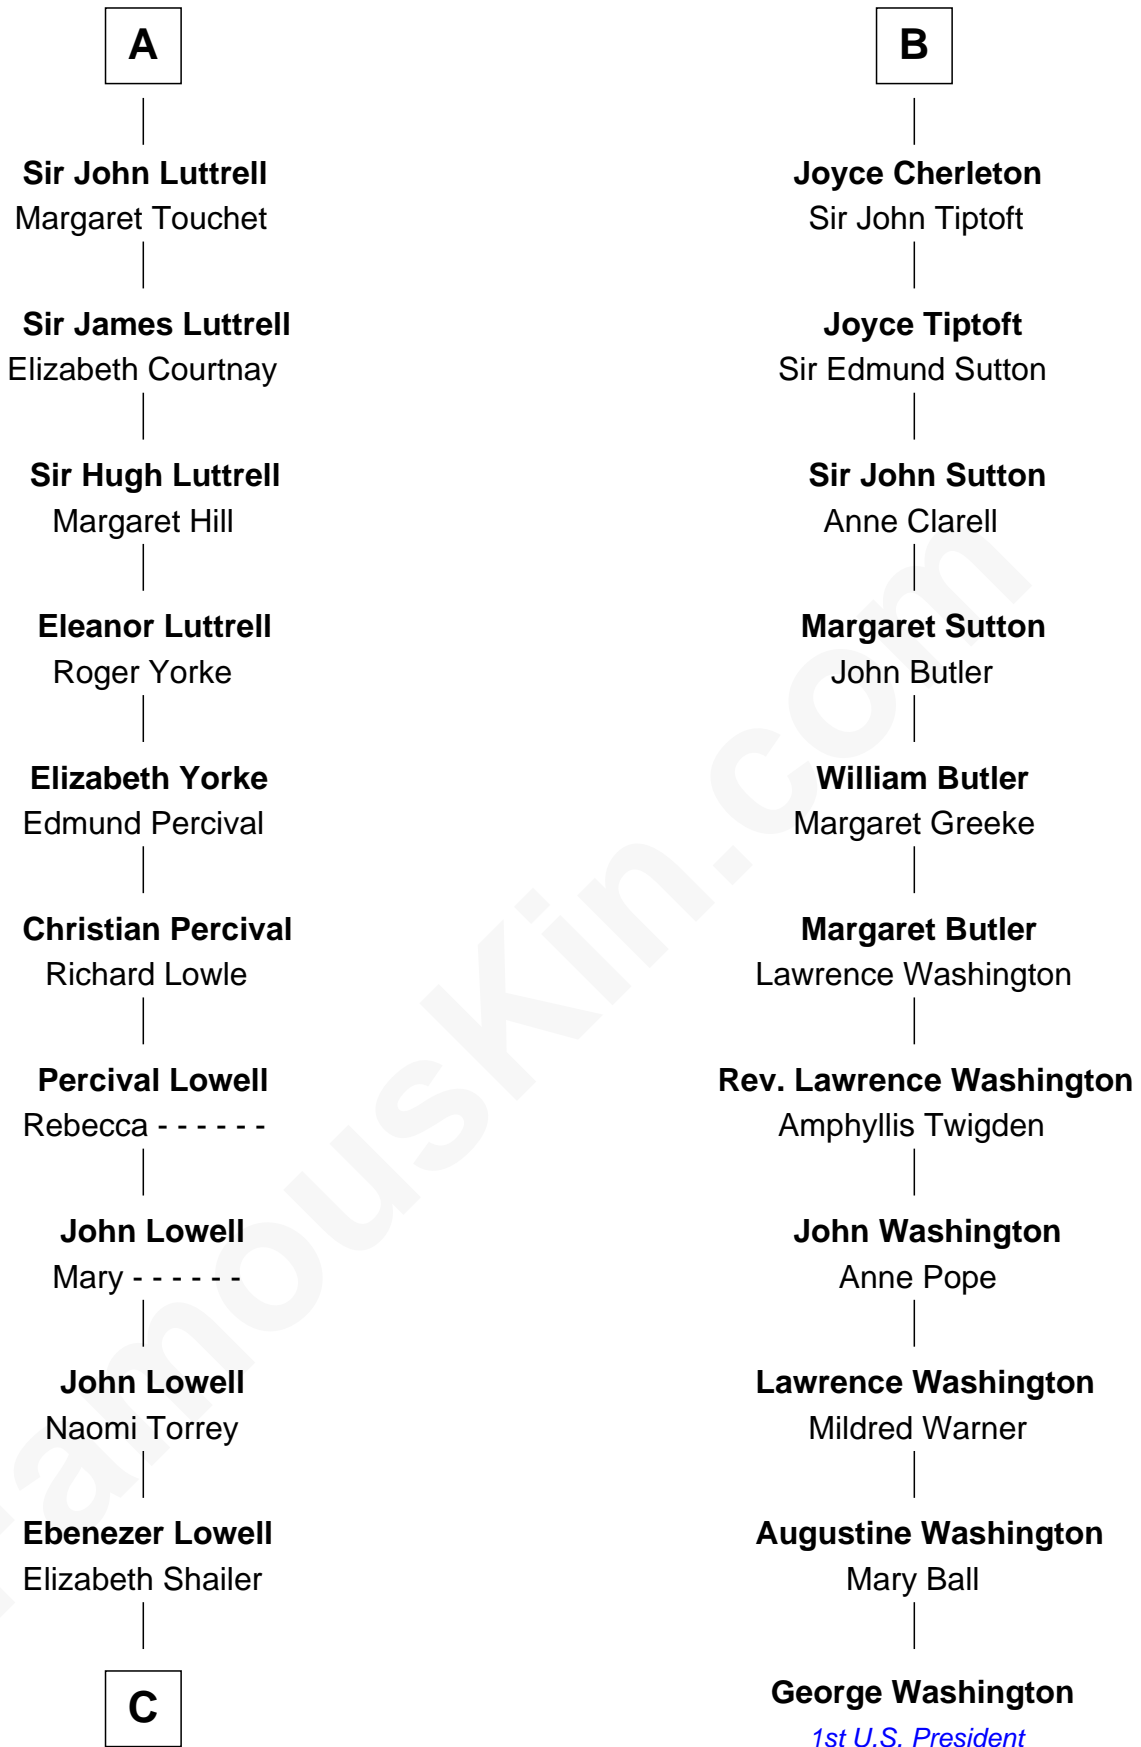 A
Sir John Luttrell
Margaret Touchet
Sir James Luttrell
Elizabeth Courtnay
Sir Hugh Luttrell
Margaret Hill
Eleanor Luttrell
Roger Yorke
Elizabeth Yorke
Edmund Percival
Christian Percival
Richard Lowle
Percival Lowell
Rebecca - - - - - -
John Lowell
Mary - - - - - -
John Lowell
Naomi Torrey
Ebenezer Lowell
Elizabeth Shailer
C
B
Joyce Cherleton
Sir John Tiptoft
Joyce Tiptoft
Sir Edmund Sutton
Sir John Sutton
Anne Clarell
Margaret Sutton
John Butler
William Butler
Margaret Greeke
Margaret Butler
Lawrence Washington
Rev. Lawrence Washington
Amphyllis Twigden
John Washington
Anne Pope
Lawrence Washington
Mildred Warner
Augustine Washington
Mary Ball
George Washington
1st U.S. President
FamousKin.com